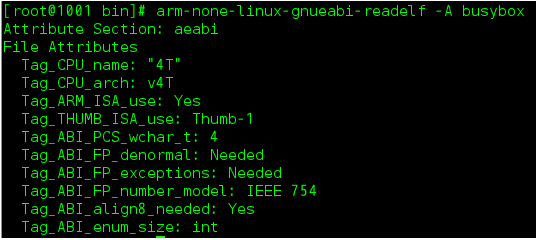 [root@1001 bin]# arm-none-linux-gnueabi-readelf -A busybox
Attribute Section: aeabi
File Attributes
  Tag_CPU_name: "4T"
  Tag_CPU_arch: v4T
  Tag_ARM_ISA_use: Yes
  Tag_THUMB_ISA_use: Thumb-1
  Tag_ABI_PCS_wchar_t: 4
  Tag_ABI_FP_denormal: Needed
  Tag_ABI_FP_exceptions: Needed
  Tag_ABI_FP_number_model: IEEE 754
  Tag_ABI_align8_needed: Yes
  Tag_ABI_enum_size: int